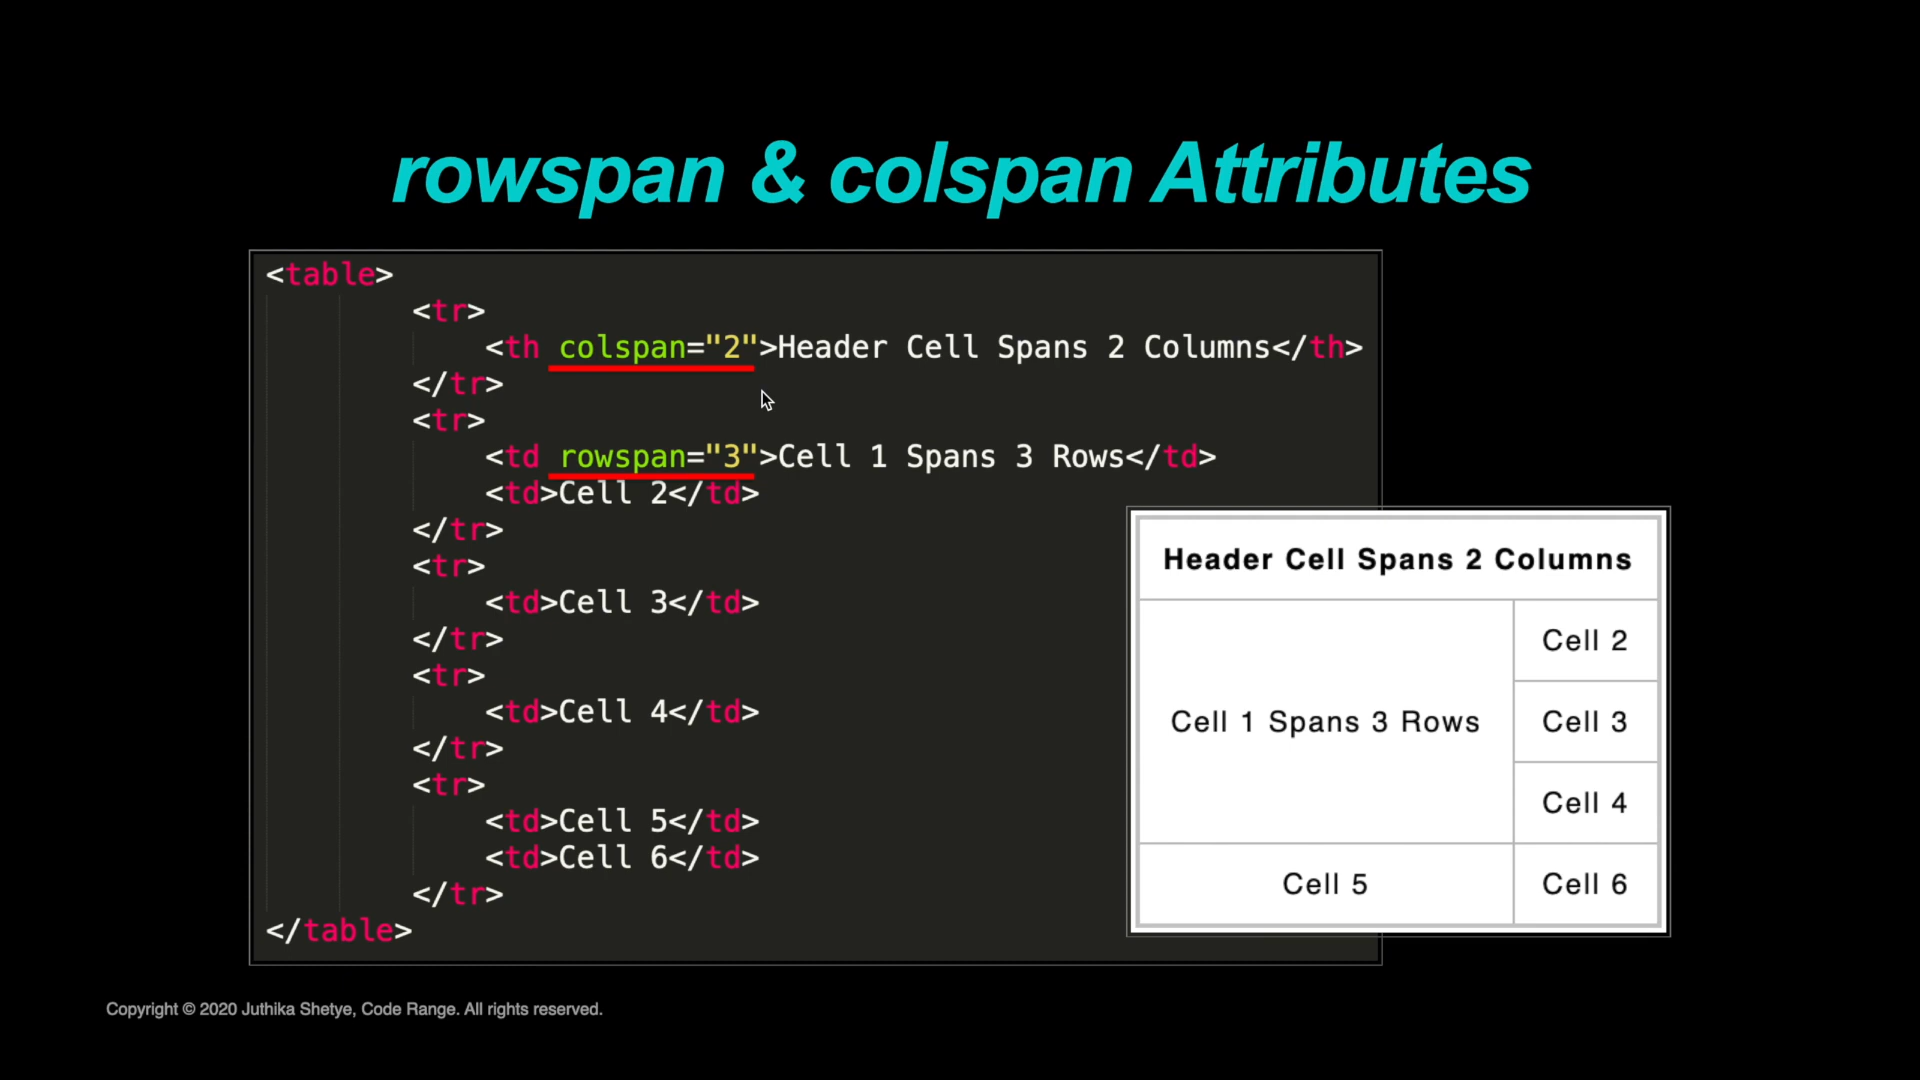 rowspan & colspan Attributes
<table>
<tr>
<th colspan="2">Header Cell Spans 2 Columns</th>
</tr>
<tr>
<td rowspan="3">Cell 1 Spans 3 Rows</td>
<td>Cell 2</td>
</tr>
<tr>
<td>Cell 3</td>
</tr>
<tr>
<td>Cell 4</td>
</tr>
<tr>
<td>Cell 5</td>
<td>Cell 6</td>
</tr>
</table>
Header Cell Spans 2 Columns
Cell 1 Spans 3 Rows
Cell 2
Cell 3
Cell 4
Cell 5
Cell 6
Copyright © 2020 Juthika Shetye, Code Range. All rights reserved.